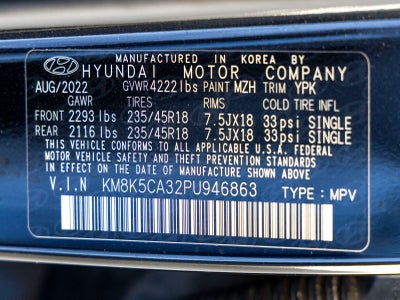 MANUFACTURED IN KOREA BY
HYUNDAI MOTOR COMPANY
AUG/2022 GVWR 4222lbs PAINT MZH TRIM YPK
GAWR TIRES RIMS COLD TIRE INFL
FRONT 2293 lbs 235/45R18 7.5JX18 33psi SINGLE
REAR 2116 lbs 235/45R18 7.5JX18 33psi SINGLE
THIS VEHICLE CONFORMS TO ALL APPLICABLE U.S.A. FEDERAL
MOTOR VEHICLE SAFETY, BUMPER, AND THEFT PREVENTION
STANDARDS IN EFFECT ON THE DATE OF MANUFACTURE SHOWN ABOVE.
V.I.N KM8K5CA32PU946863 TYPE : MPV